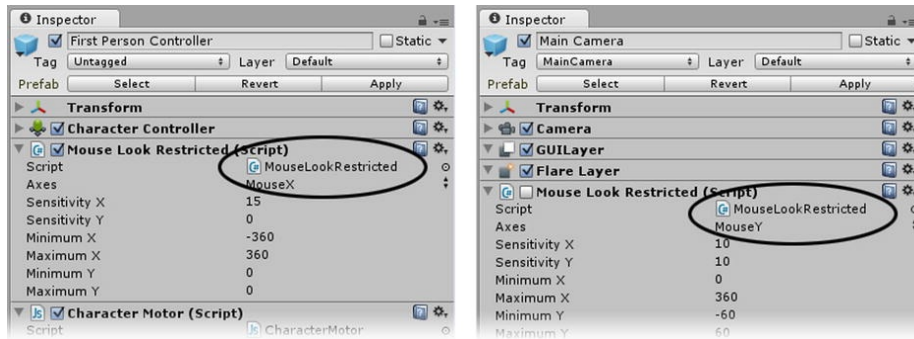 Inspector
First Person Controller Static
Tag Untagged Layer Default
Prefab Select Revert Apply
Transform
Character Controller
Mouse Look Restricted (Script)
Script MouseLookRestricted
Axes MouseX
Sensitivity X 15
Sensitivity Y 0
Minimum X -360
Maximum X 360
Minimum Y 0
Maximum Y 0
Character Motor (Script)
Script CharacterMotor
Inspector
Main Camera Static
Tag MainCamera Layer Default
Prefab Select Revert Apply
Transform
Camera
GUILayer
Flare Layer
Mouse Look Restricted (Script)
Script MouseLookRestricted
Axes MouseY
Sensitivity X 10
Sensitivity Y 10
Minimum X 0
Maximum X 360
Minimum Y -60
Maximum Y 60